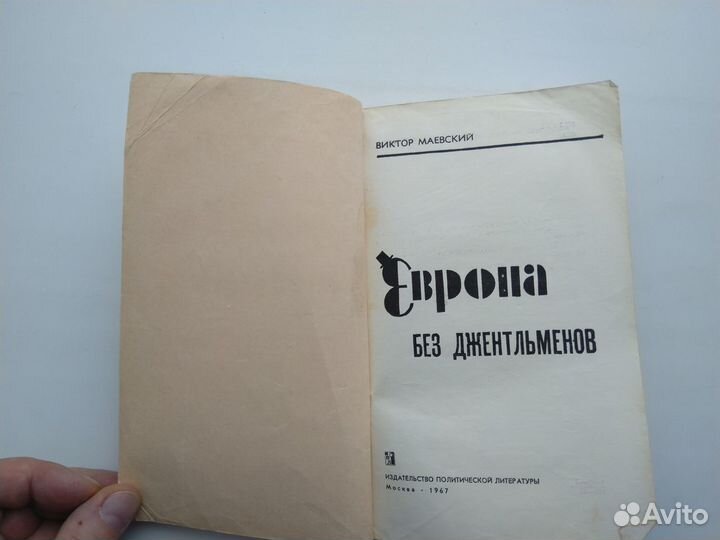 ВИКТОР МАЕВСКИЙ
Европа
БЕЗ ДЖЕНТЛЬМЕНОВ
ИЗДАТЕЛЬСТВО ПОЛИТИЧЕСКОЙ ЛИТЕРАТУРЫ
Москва · 1967
Avito